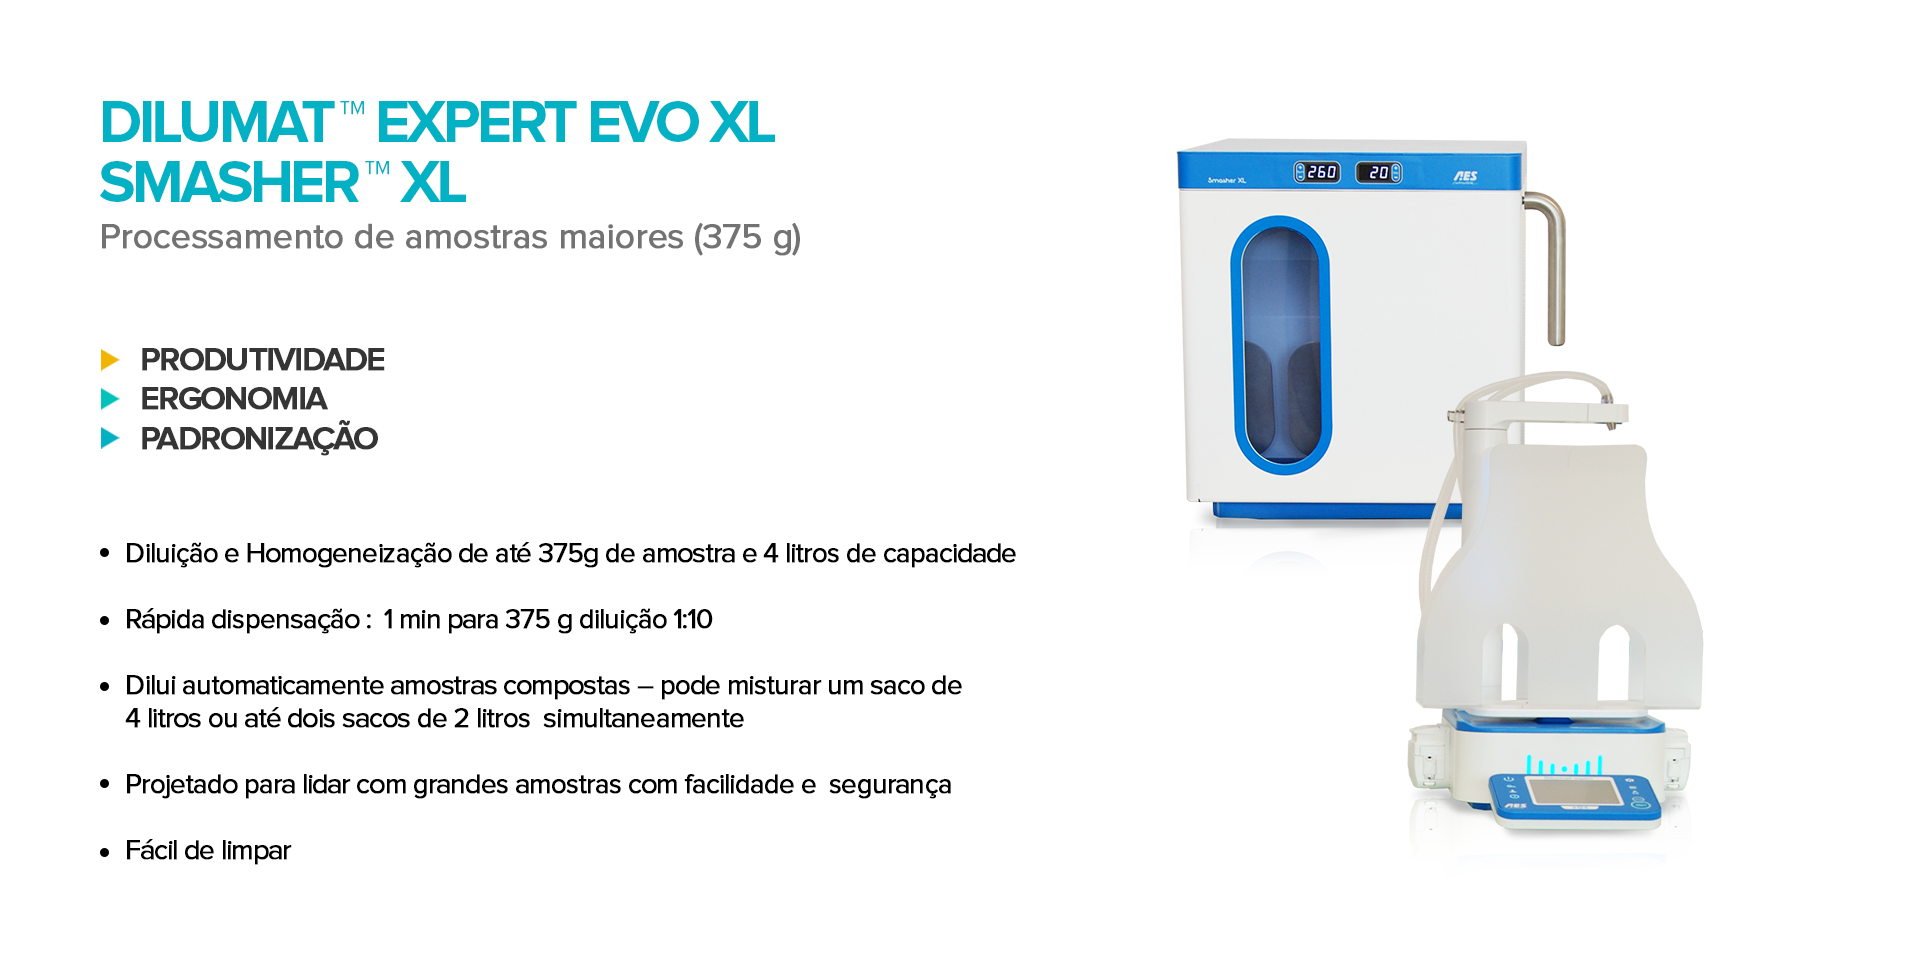 DILUMAT™ EXPERT EVO XL
SMASHER™ XL
Processamento de amostras maiores (375 g)
PRODUTIVIDADE
ERGONOMIA
PADRONIZAÇÃO
• Diluição e Homogeneização de até 375g de amostra e 4 litros de capacidade
• Rápida dispensação : 1 min para 375 g diluição 1:10
• Dilui automaticamente amostras compostas – pode misturar um saco de
4 litros ou até dois sacos de 2 litros simultaneamente
• Projetado para lidar com grandes amostras com facilidade e segurança
• Fácil de limpar
Smasher XL
260
20
AES
AES